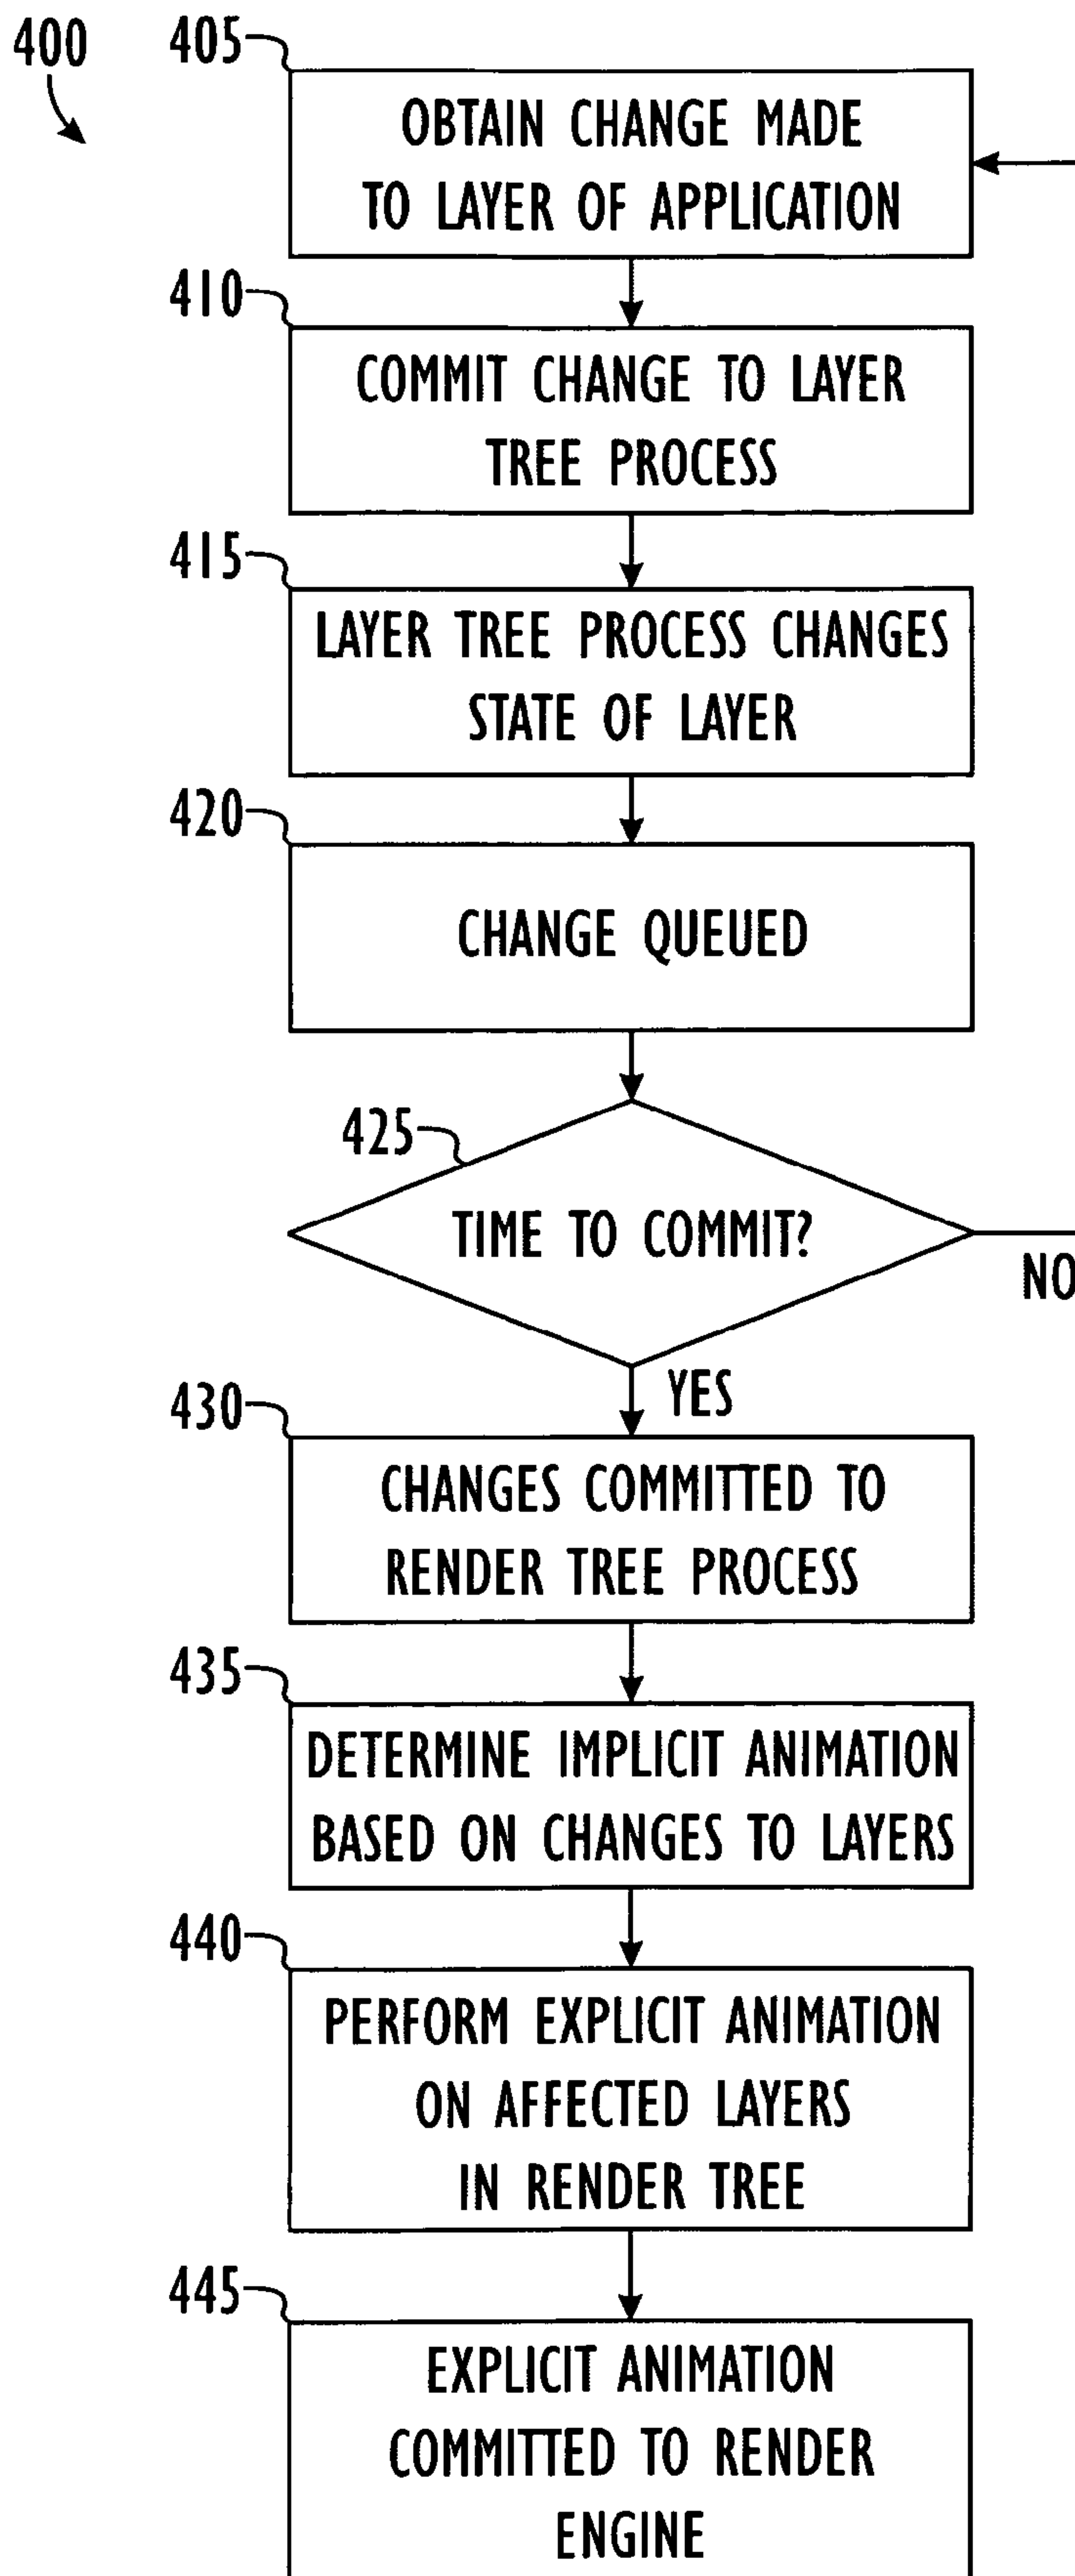 400
405
OBTAIN CHANGE MADE
TO LAYER OF APPLICATION
410
COMMIT CHANGE TO LAYER
TREE PROCESS
415
LAYER TREE PROCESS CHANGES
STATE OF LAYER
420
CHANGE QUEUED
425
TIME TO COMMIT?
NO
YES
430
CHANGES COMMITTED TO
RENDER TREE PROCESS
435
DETERMINE IMPLICIT ANIMATION
BASED ON CHANGES TO LAYERS
440
PERFORM EXPLICIT ANIMATION
ON AFFECTED LAYERS
IN RENDER TREE
445
EXPLICIT ANIMATION
COMMITTED TO RENDER
ENGINE